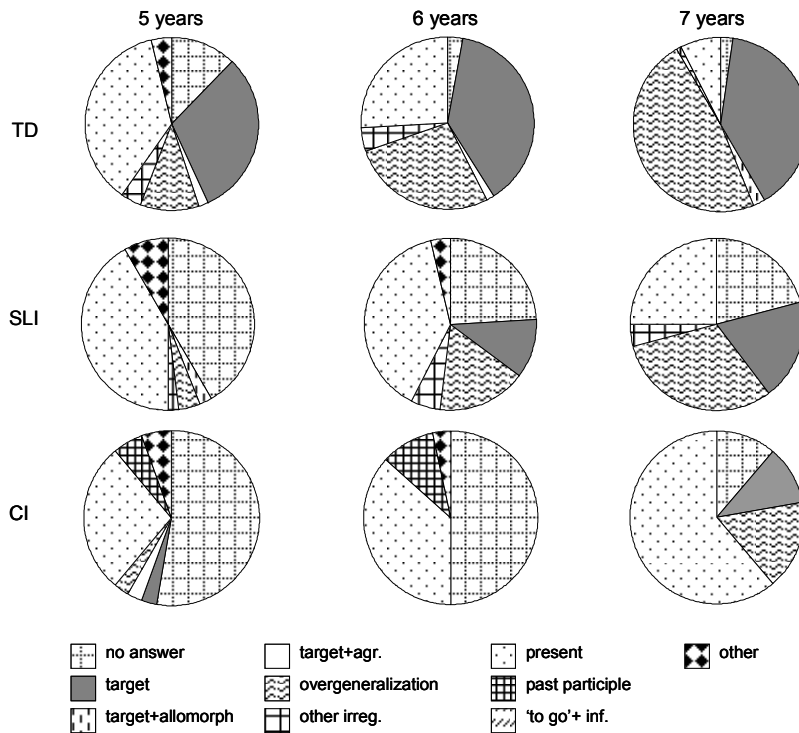 5 years 6 years 7 years
TD
SLI
CI
no answer target+agr. present other
target overgeneralization past participle
target+allomorph other irreg. 'to go'+ inf.